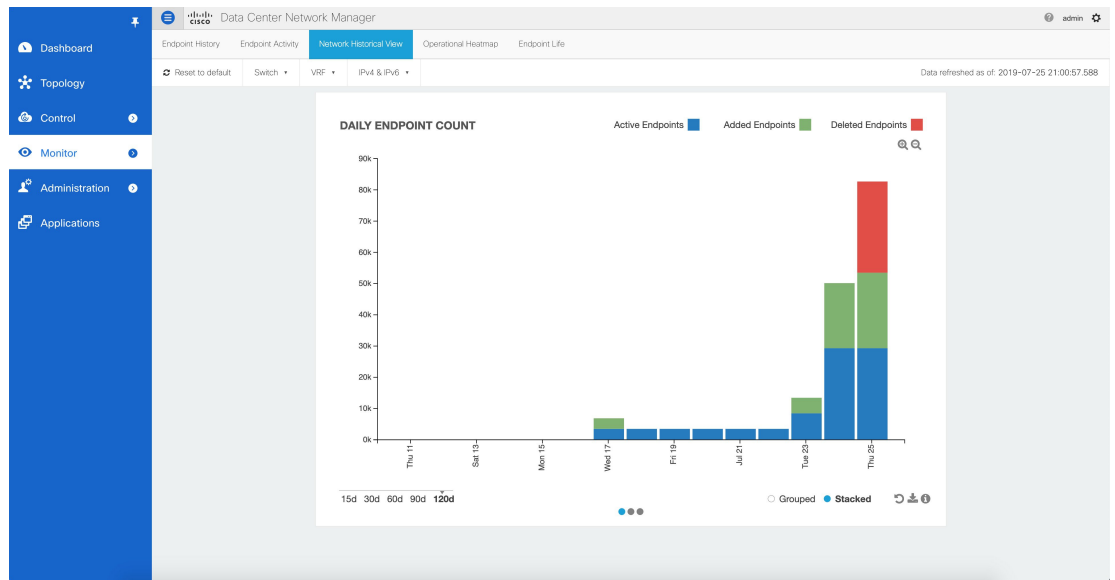 cisco Data Center Network Manager
admin
Dashboard
Topology
Control
Monitor
Administration
Applications
Endpoint History Endpoint Activity Network Historical View Operational Heatmap Endpoint Life
Reset to default Switch VRF IPv4 & IPv6 Data refreshed as of: 2019-07-25 21:00:57.588
DAILY ENDPOINT COUNT
Active Endpoints Added Endpoints Deleted Endpoints
90k
80k
70k
60k
50k
40k
30k
20k
10k
0k
Thu 11
Sat 13
Mon 15
Wed 17
Fri 19
Jul 21
Tue 23
Thu 25
15d 30d 60d 90d 120d
Grouped Stacked